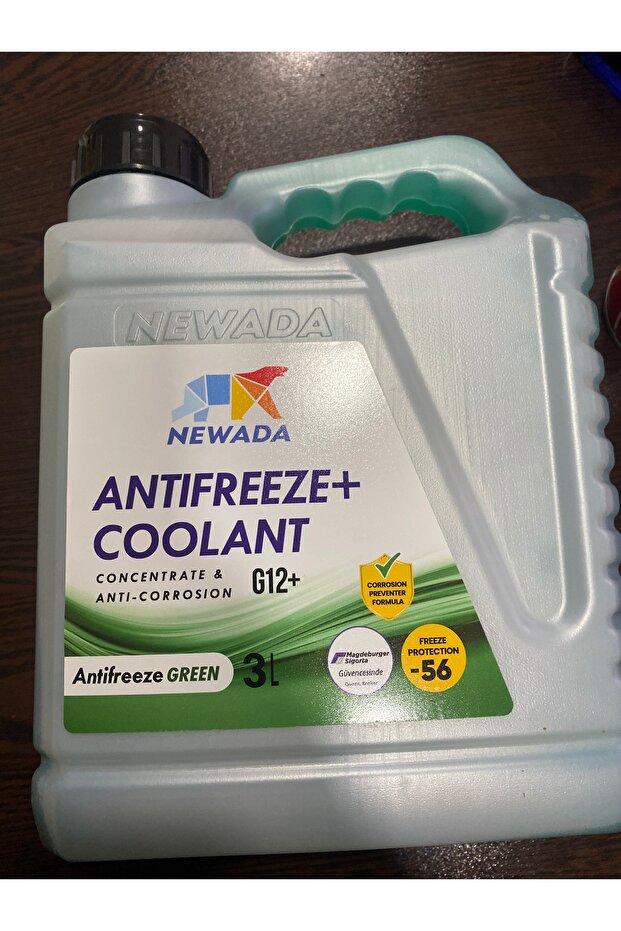 NEWADA
NEWADA
ANTIFREEZE+
COOLANT
CONCENTRATE &
ANTI-CORROSION
G12+
CORROSION
PREVENTER
FORMULA
Antifreeze GREEN
3L
Magdeburger
Sigorta
Güvencesinde
FREEZE
PROTECTION
-56